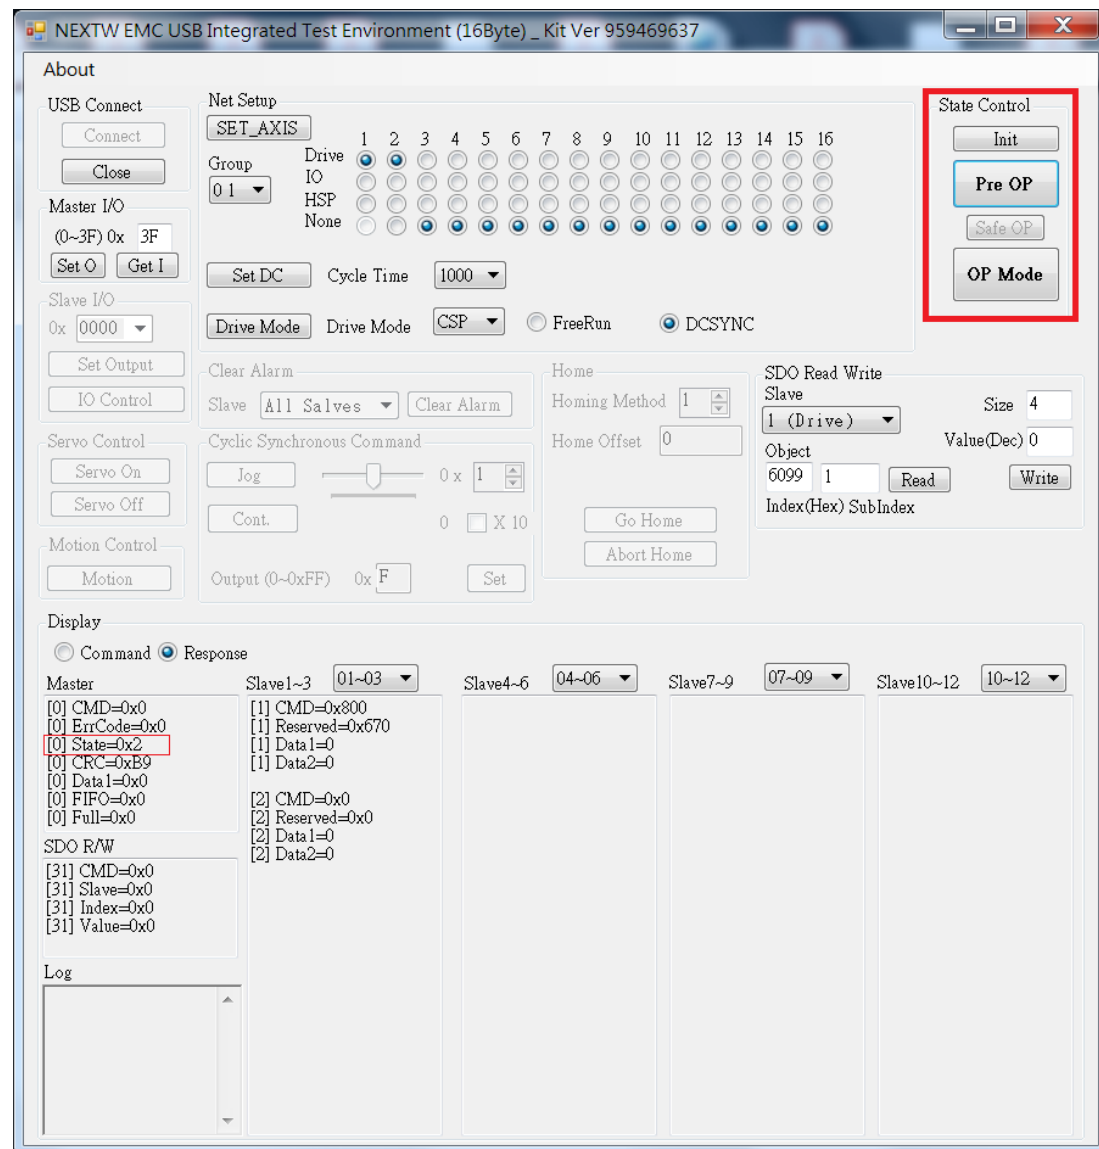 NEXTW EMC USB Integrated Test Environment (16Byte) _ Kit Ver 959469637
About
USB Connect
Connect
Close
Master I/O
(0~3F) 0x 3F
Set O Get I
Slave I/O
0x 0000
Set Output
IO Control
Servo Control
Servo On
Servo Off
Motion Control
Motion
Net Setup
SET_AXIS
1 2 3 4 5 6 7 8 9 10 11 12 13 14 15 16
Group
0 1
Drive
IO
HSP
None
Set DC Cycle Time 1000
Drive Mode Drive Mode CSP FreeRun DCSYNC
State Control
Init
Pre OP
Safe OP
OP Mode
Clear Alarm
Slave All Salves Clear Alarm
Cyclic Synchronous Command
Jog 0 x 1
Cont. 0 X 10
Output (0~0xFF) 0x F Set
Home
Homing Method 1
Home Offset 0
Go Home
Abort Home
SDO Read Write
Slave
1 (Drive)
Size 4
Object
Value(Dec) 0
6099 1 Read Write
Index(Hex) SubIndex
Display
Command Response
Master
[0] CMD=0x0
[0] ErrCode=0x0
[0] State=0x2
[0] CRC=0xB9
[0] Data1=0x0
[0] FIFO=0x0
[0] Full=0x0
SDO R/W
[31] CMD=0x0
[31] Slave=0x0
[31] Index=0x0
[31] Value=0x0
Log
Slave1~3 01~03
[1] CMD=0x800
[1] Reserved=0x670
[1] Data1=0
[1] Data2=0
[2] CMD=0x0
[2] Reserved=0x0
[2] Data1=0
[2] Data2=0
Slave4~6 04~06
Slave7~9 07~09
Slave10~12 10~12